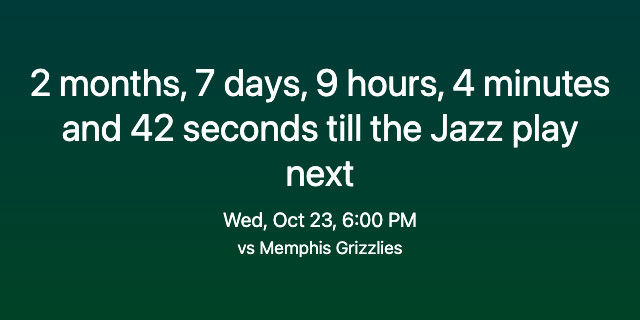 2 months, 7 days, 9 hours, 4 minutes
and 42 seconds till the Jazz play
next
Wed, Oct 23, 6:00 PM
vs Memphis Grizzlies